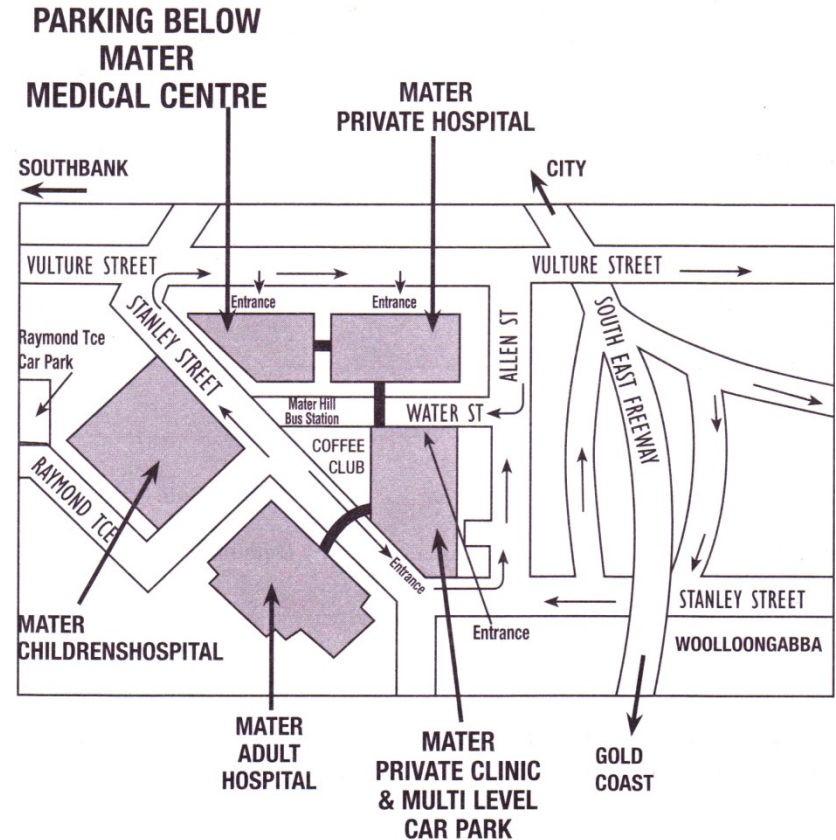 PARKING BELOW
MATER
MEDICAL CENTRE
MATER
PRIVATE HOSPITAL
SOUTHBANK
CITY
VULTURE STREET
VULTURE STREET
Entrance
Entrance
STANLEY STREET
ALLEN ST
SOUTH EAST FREEWAY
Raymond Tce
Car Park
Mater Hill
Bus Station
WATER ST
COFFEE
CLUB
RAYMOND TCE
Entrance
STANLEY STREET
Entrance
WOOLLOONGABBA
MATER
CHILDRENSHOSPITAL
MATER
ADULT
HOSPITAL
MATER
PRIVATE CLINIC
& MULTI LEVEL
CAR PARK
GOLD
COAST